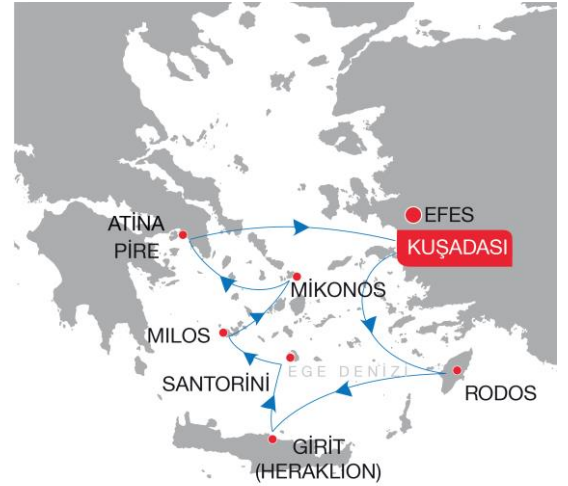 EFES
KUŞADASI
ATİNA
PİRE
MİKONOS
MILOS
SANTORİNİ
EGE DENİZİ
RODOS
GİRİT
(HERAKLION)